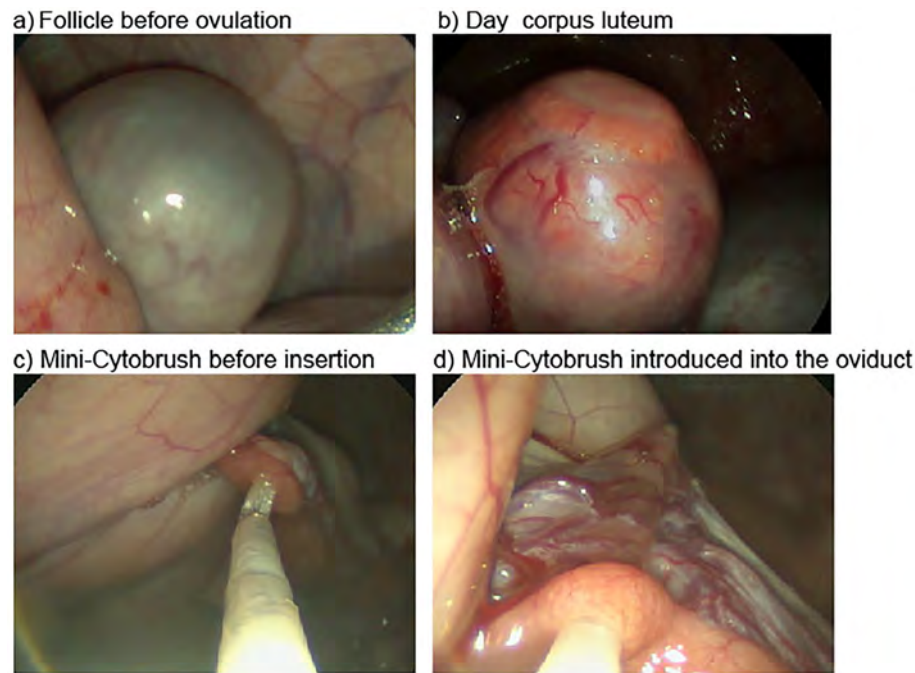 a) Follicle before ovulation
b) Day corpus luteum
c) Mini-Cytobrush before insertion
d) Mini-Cytobrush introduced into the oviduct